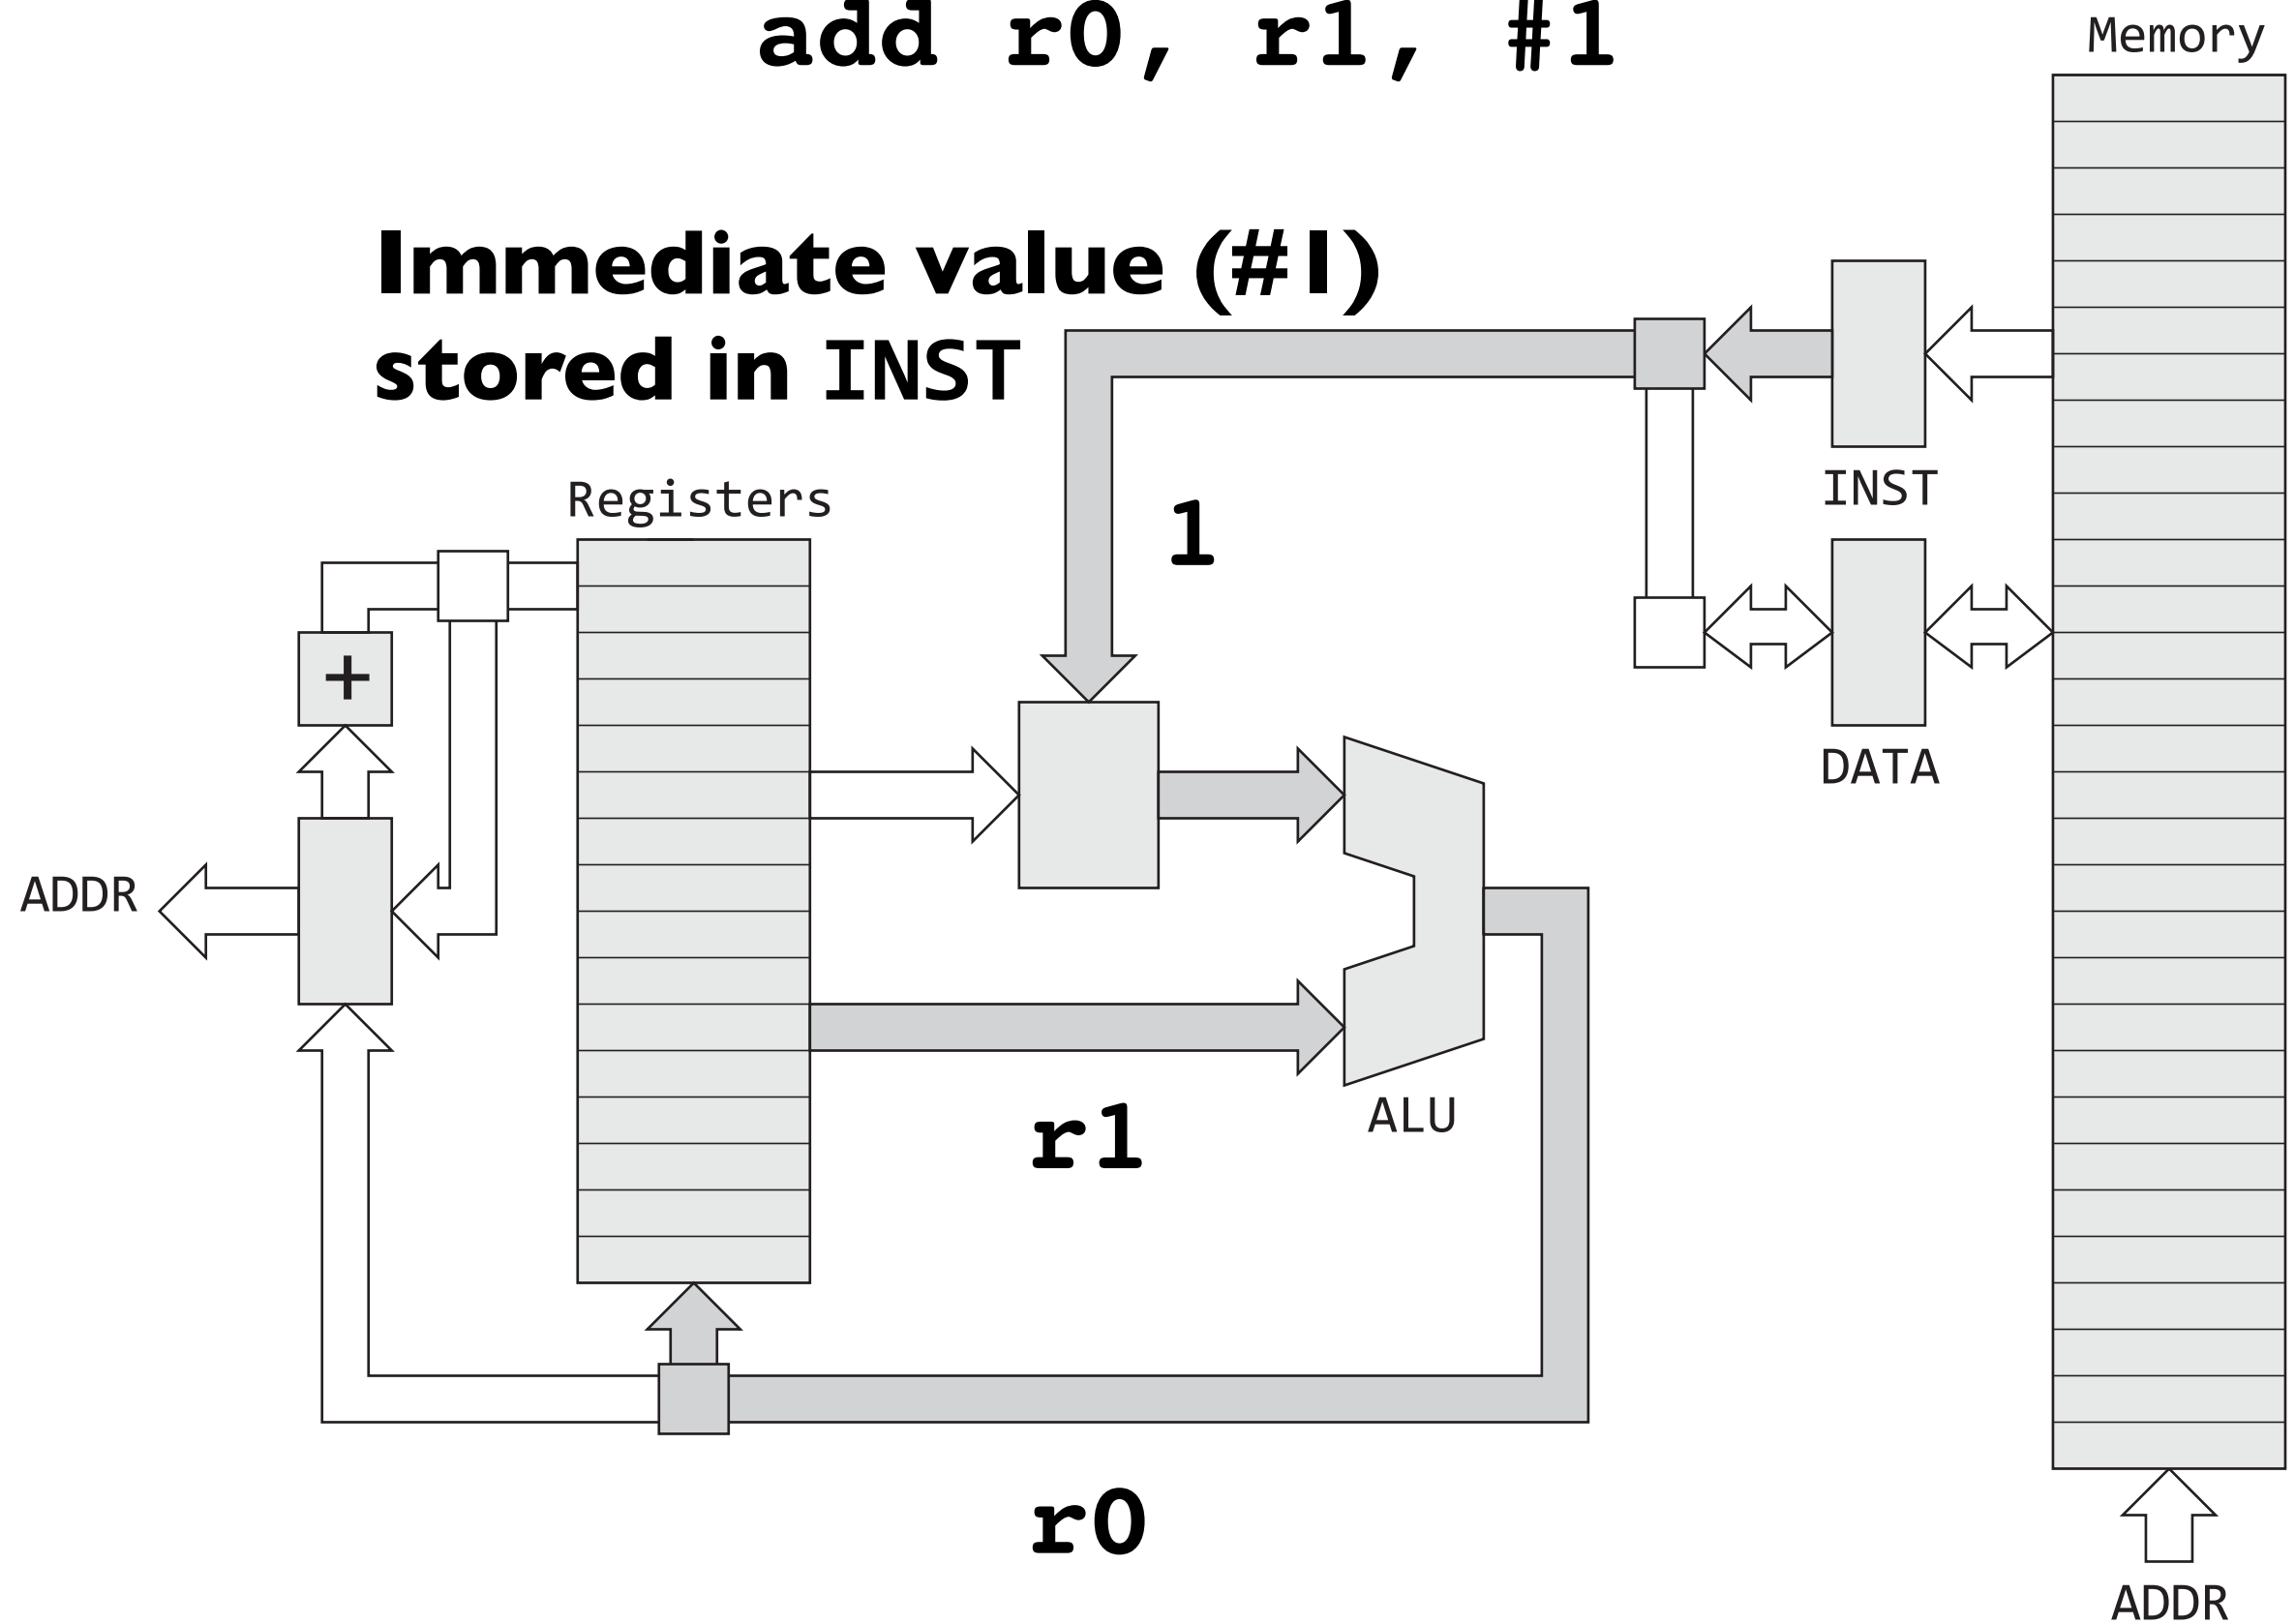 add r0, r1, #1
Memory
Immediate value (#1)
stored in INST
INST
Registers
1
+
DATA
ADDR
ALU
r1
r0
ADDR